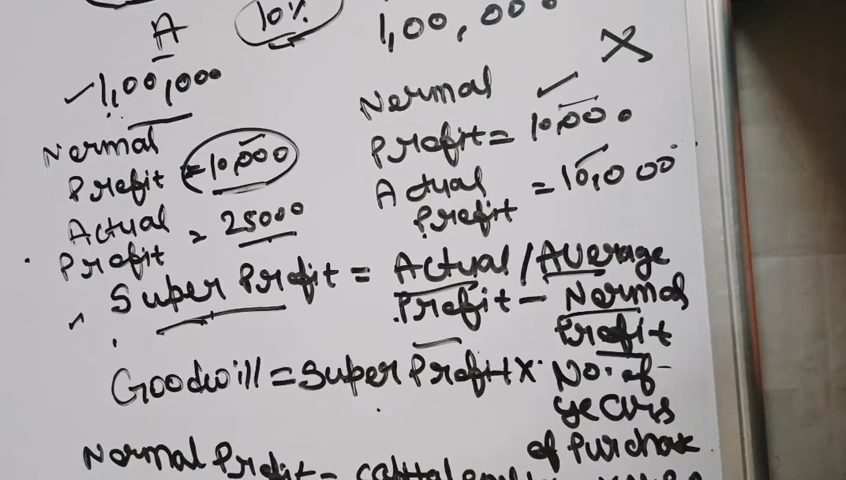 A
10%
1,00,000
X
1,00,000
Normal
Profit = 10,000
Actual
Profit = 25000
Normal
Profit = 10,000
Actual
Profit = 10,000
Super Profit = Actual / Average
Profit - Normal
Profit
Goodwill = Super Profit X No. of
years
of Purchase
Normal Profit =